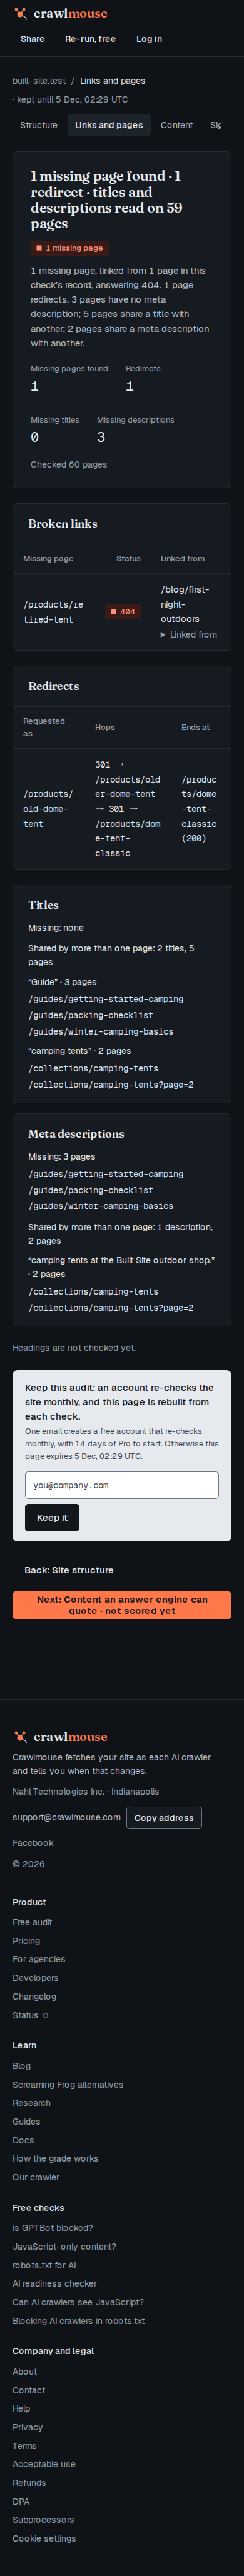 crawlmouse
Share Re-run, free Log in
built-site.test / Links and pages
· kept until 5 Dec, 02:29 UTC
Structure Links and pages Content
1 missing page found · 1
redirect · titles and
descriptions read on 59
pages
1 missing page
1 missing page, linked from 1 page in this
check's record, answering 404. 1 page
redirects. 3 pages have no meta
description; 5 pages share a title with
another; 2 pages share a meta description
with another.
Missing pages found Redirects
1 1
Missing titles Missing descriptions
0 3
Checked 60 pages
Broken links
Missing page Status Linked from
/products/re
tired-tent
404
/blog/first-
night-
outdoors
▶ Linked from
Redirects
Requested
as
Hops Ends at
/products/
old-dome-
tent
301 →
/products/old
er-dome-tent
→ 301 →
/products/dom
e-tent-
classic
/produc
ts/dome
-tent-
classic
(200)
Titles
Missing: none
Shared by more than one page: 2 titles, 5
pages
“Guide” · 3 pages
/guides/getting-started-camping
/guides/packing-checklist
/guides/winter-camping-basics
“camping tents” · 2 pages
/collections/camping-tents
/collections/camping-tents?page=2
Meta descriptions
Missing: 3 pages
/guides/getting-started-camping
/guides/packing-checklist
/guides/winter-camping-basics
Shared by more than one page: 1 description,
2 pages
“camping tents at the Built Site outdoor shop.”
· 2 pages
/collections/camping-tents
/collections/camping-tents?page=2
Headings are not checked yet.
Keep this audit: an account re-checks the
site monthly, and this page is rebuilt from
each check.
One email creates a free account that re-checks
monthly, with 14 days of Pro to start. Otherwise this
page expires 5 Dec, 02:29 UTC.
you@company.com
Keep it
Back: Site structure
Next: Content an answer engine can
quote · not scored yet
crawlmouse
Crawlmouse fetches your site as each AI crawler
and tells you when that changes.
Nahl Technologies Inc. · Indianapolis
support@crawlmouse.com Copy address
Facebook
© 2026
Product
Free audit
Pricing
For agencies
Developers
Changelog
Status
Learn
Blog
Screaming Frog alternatives
Research
Guides
Docs
How the grade works
Our crawler
Free checks
Is GPTBot blocked?
JavaScript-only content?
robots.txt for AI
AI readiness checker
Can AI crawlers see JavaScript?
Blocking AI crawlers in robots.txt
Company and legal
About
Contact
Help
Privacy
Terms
Acceptable use
Refunds
DPA
Subprocessors
Cookie settings